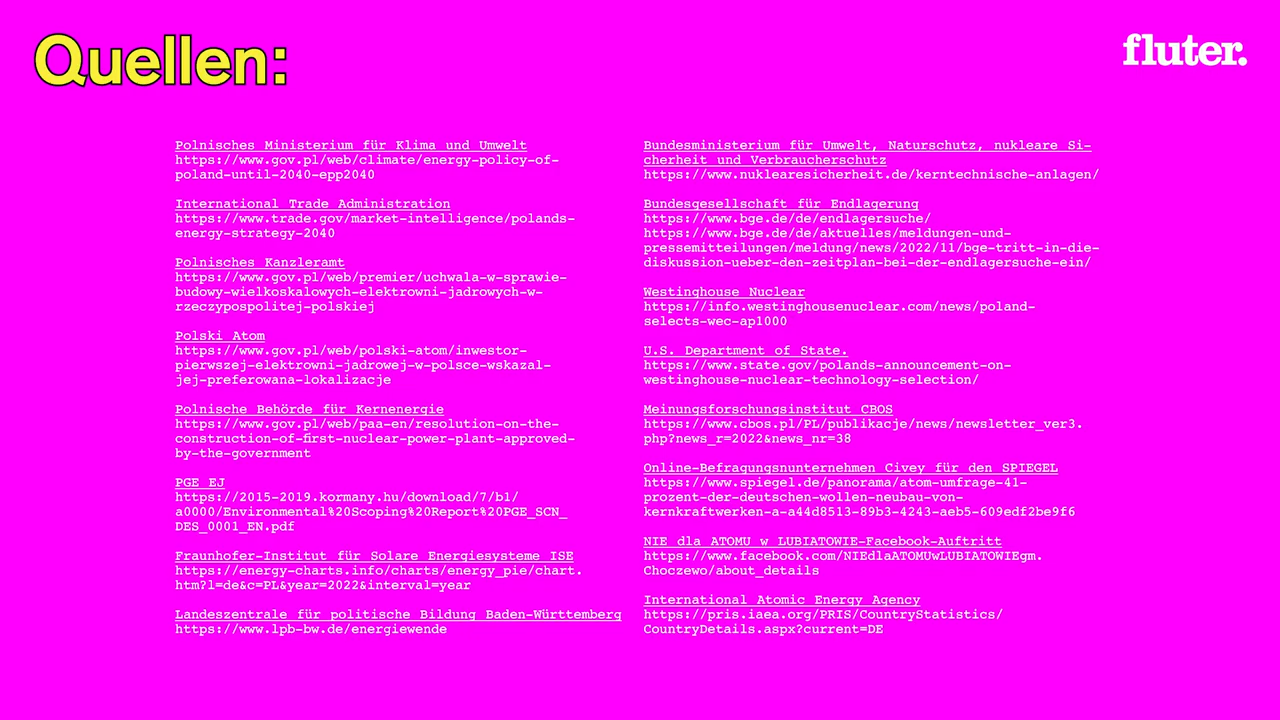 Quellen:
fluter.
Polnisches Ministerium für Klima und Umwelt
https://www.gov.pl/web/climate/energy-policy-of-
poland-until-2040-epp2040
International Trade Administration
https://www.trade.gov/market-intelligence/polands-
energy-strategy-2040
Polnisches Kanzleramt
https://www.gov.pl/web/premier/uchwala-w-sprawie-
budowy-wielkoskalowych-elektrowni-jadrowych-w-
rzeczypospolitej-polskiej
Polski Atom
https://www.gov.pl/web/polski-atom/inwestor-
pierwszej-elektrowni-jadrowej-w-polsce-wskazal-
jej-preferowana-lokalizacje
Polnische Behörde für Kernenergie
https://www.gov.pl/web/paa-en/resolution-on-the-
construction-of-first-nuclear-power-plant-approved-
by-the-government
PGE EJ
https://2015-2019.kormany.hu/download/7/b1/
a0000/Environmental%20Scoping%20Report%20PGE_SCN_
DES_0001_EN.pdf
Fraunhofer-Institut für Solare Energiesysteme ISE
https://energy-charts.info/charts/energy_pie/chart.
htm?l=de&c=PL&year=2022&interval=year
Landeszentrale für politische Bildung Baden-Württemberg
https://www.lpb-bw.de/energiewende
Bundesministerium für Umwelt, Naturschutz, nukleare Si-
cherheit und Verbraucherschutz
https://www.nuklearesicherheit.de/kerntechnische-anlagen/
Bundesgesellschaft für Endlagerung
https://www.bge.de/de/endlagersuche/
https://www.bge.de/de/aktuelles/meldungen-und-
pressemitteilungen/meldung/news/2022/11/bge-tritt-in-die-
diskussion-ueber-den-zeitplan-bei-der-endlagersuche-ein/
Westinghouse Nuclear
https://info.westinghousenuclear.com/news/poland-
selects-wec-ap1000
U.S. Department of State.
https://www.state.gov/polands-announcement-on-
westinghouse-nuclear-technology-selection/
Meinungsforschungsinstitut CBOS
https://www.cbos.pl/PL/publikacje/news/newsletter_ver3.
php?news_r=2022&news_nr=38
Online-Befragungsnunternehmen Civey für den SPIEGEL
https://www.spiegel.de/panorama/atom-umfrage-41-
prozent-der-deutschen-wollen-neubau-von-
kernkraftwerken-a-a44d8513-89b3-4243-aeb5-609edf2be9f6
NIE dla ATOMU w LUBIATOWIE-Facebook-Auftritt
https://www.facebook.com/NIEdlaATOMUwLUBIATOWIEgm.
Choczewo/about_details
International Atomic Energy Agency
https://pris.iaea.org/PRIS/CountryStatistics/
CountryDetails.aspx?current=DE